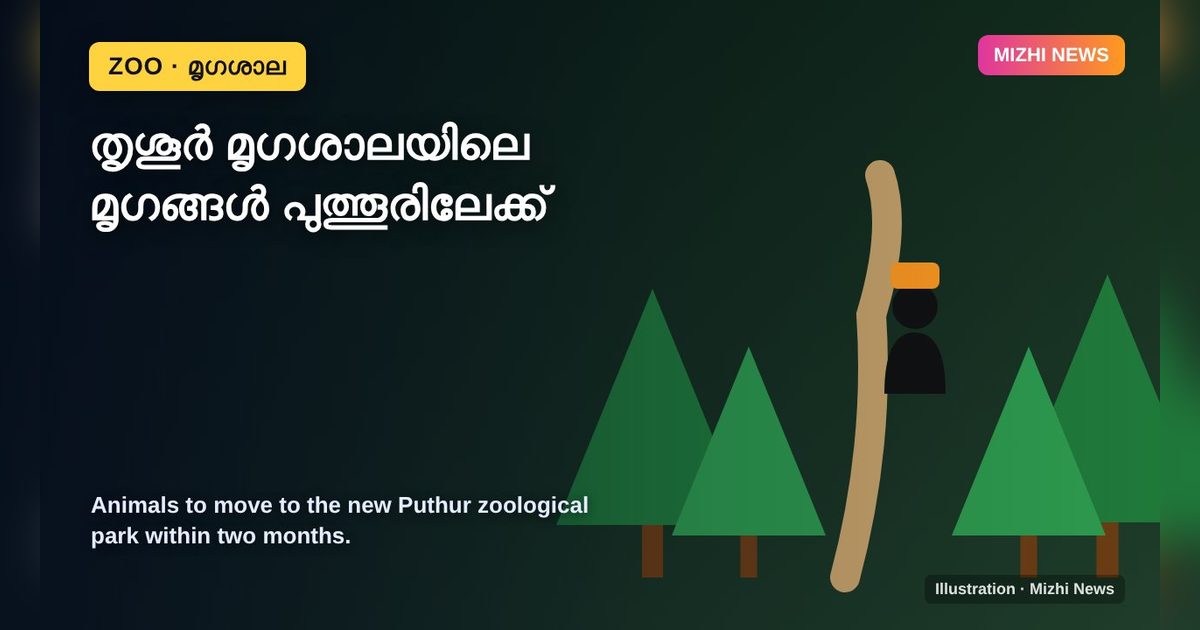 ZOO · മൃഗശാല
MIZHI NEWS
തൃശൂർ മൃഗശാലയിലെ
മൃഗങ്ങൾ പുത്തൂരിലേക്ക്
Animals to move to the new Puthur zoological
park within two months.
Illustration · Mizhi News